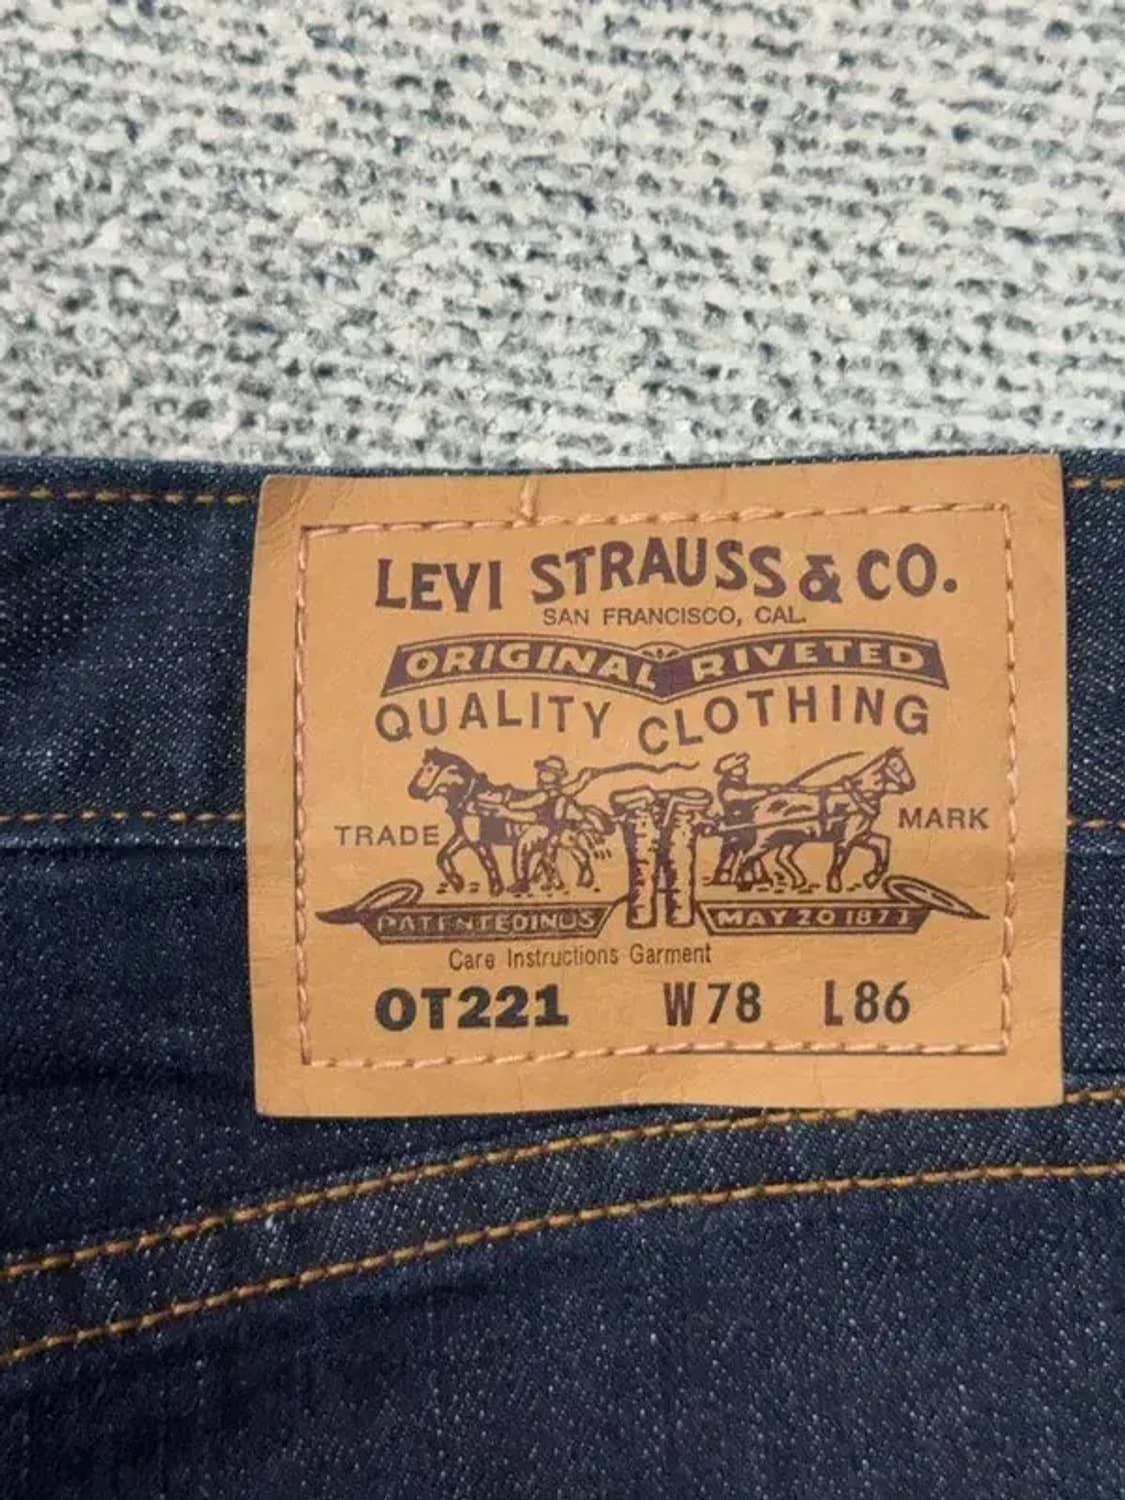 LEVI STRAUSS & CO.
SAN FRANCISCO, CAL.
ORIGINAL RIVETED
QUALITY CLOTHING
TRADE MARK
PATENTED IN U S MAY 20 1873
Care Instructions Garment
OT221 W78 L86